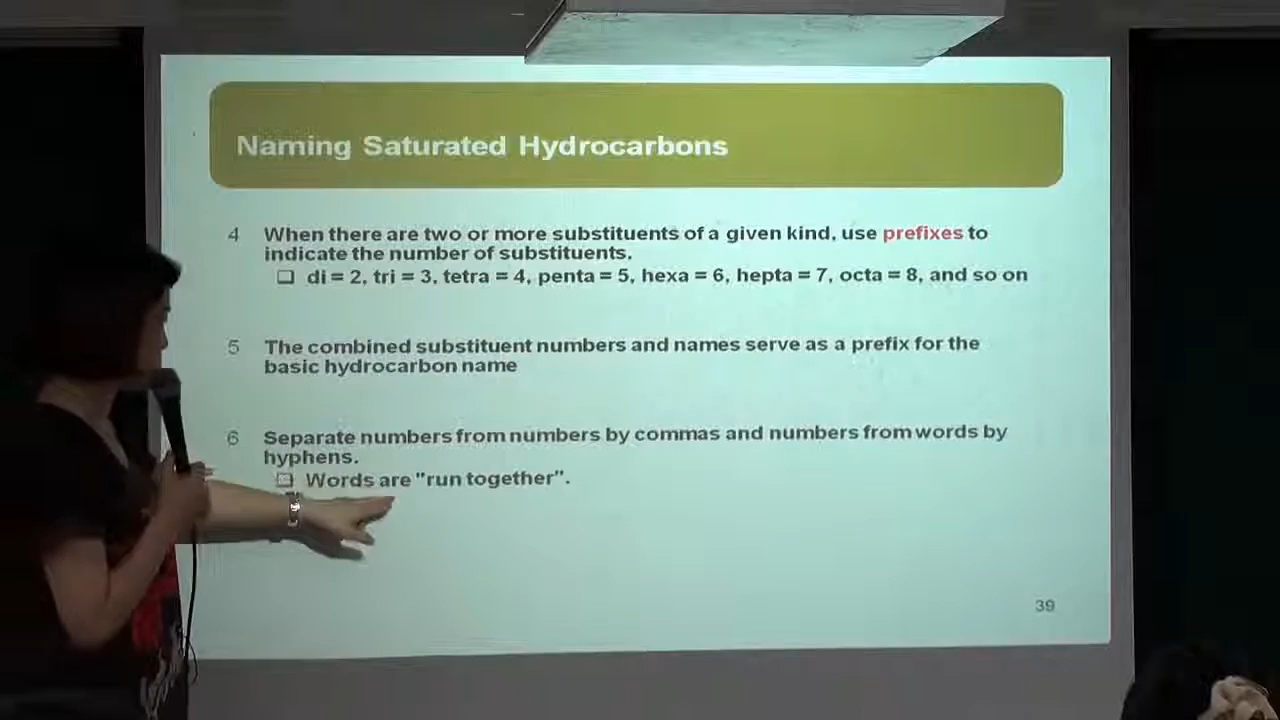 Naming Saturated Hydrocarbons
4 When there are two or more substituents of a given kind, use prefixes to
indicate the number of substituents.
❑ di = 2, tri = 3, tetra = 4, penta = 5, hexa = 6, hepta = 7, octa = 8, and so on
5 The combined substituent numbers and names serve as a prefix for the
basic hydrocarbon name
6 Separate numbers from numbers by commas and numbers from words by
hyphens.
❑ Words are "run together".
39